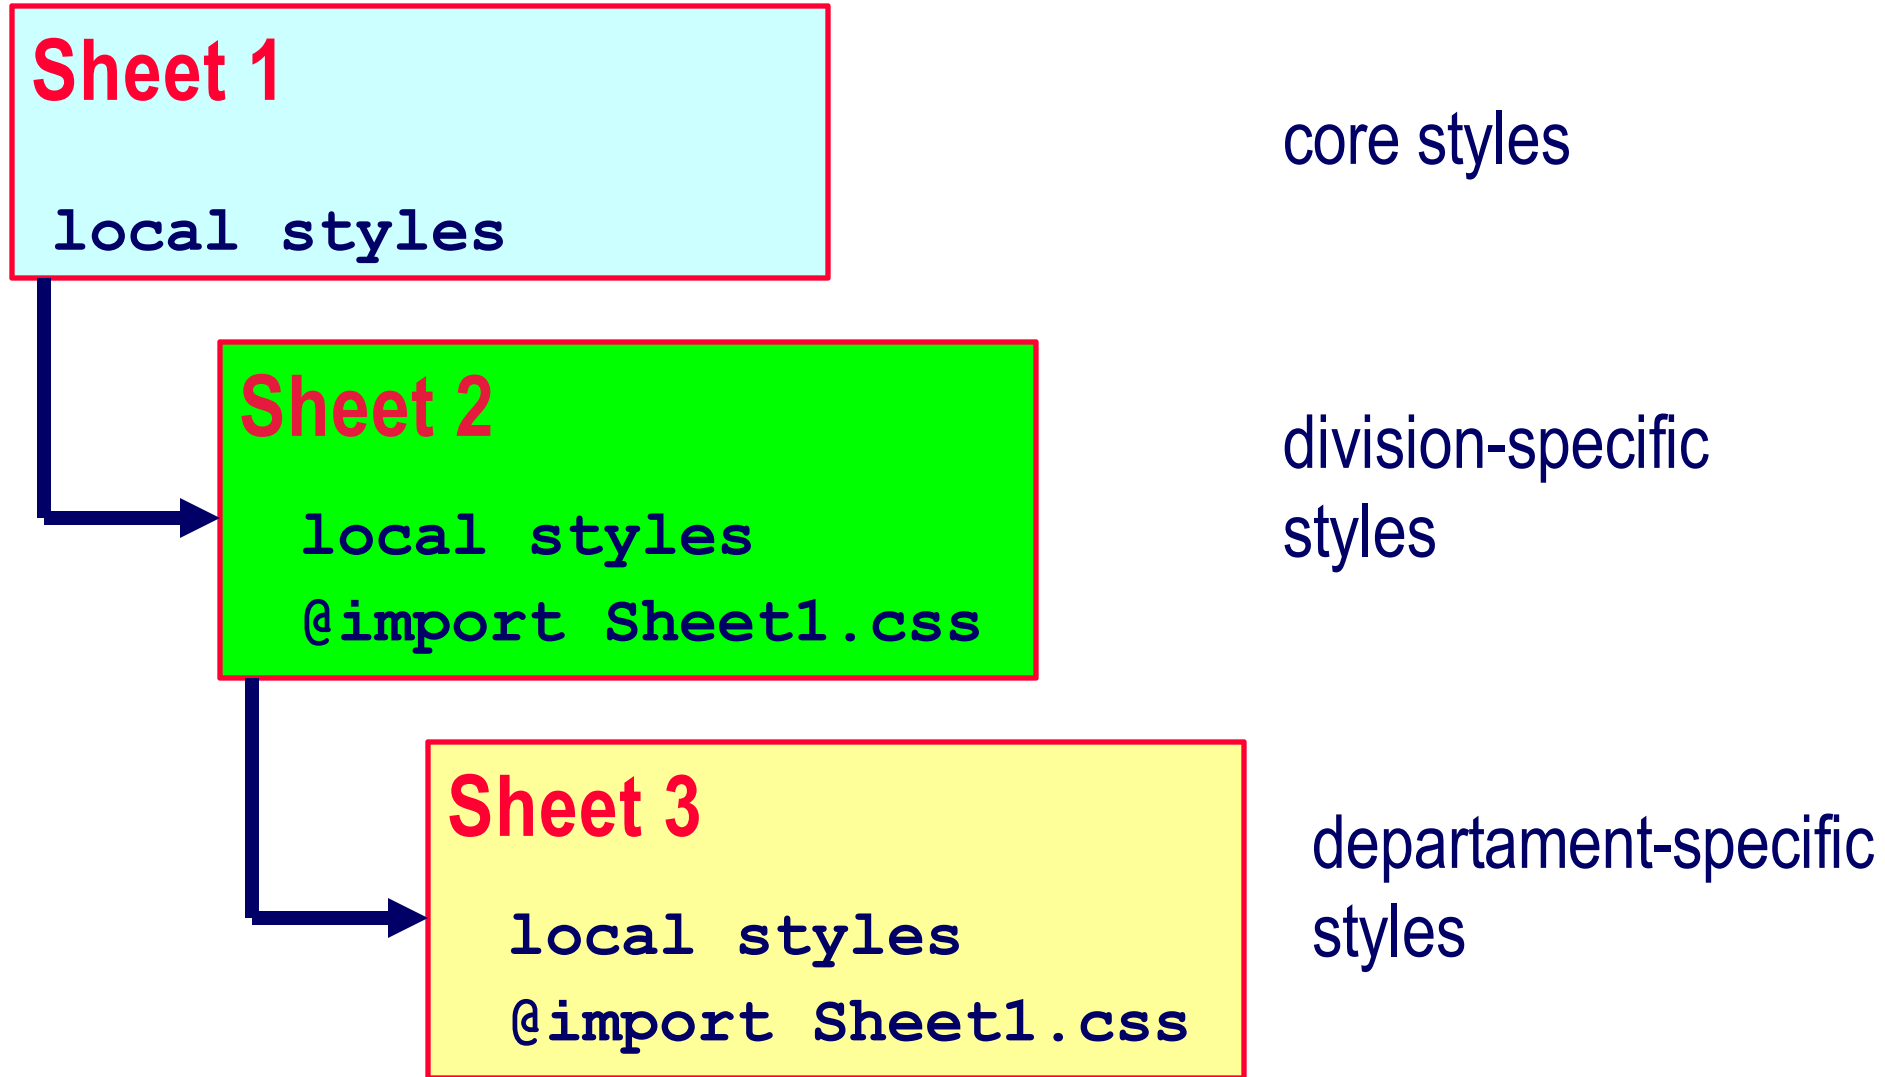 Sheet 1
core styles
local styles
Sheet 2
division-specific
styles
local styles
@import Sheet1.css
Sheet 3
departament-specific
styles
local styles
@import Sheet1.css